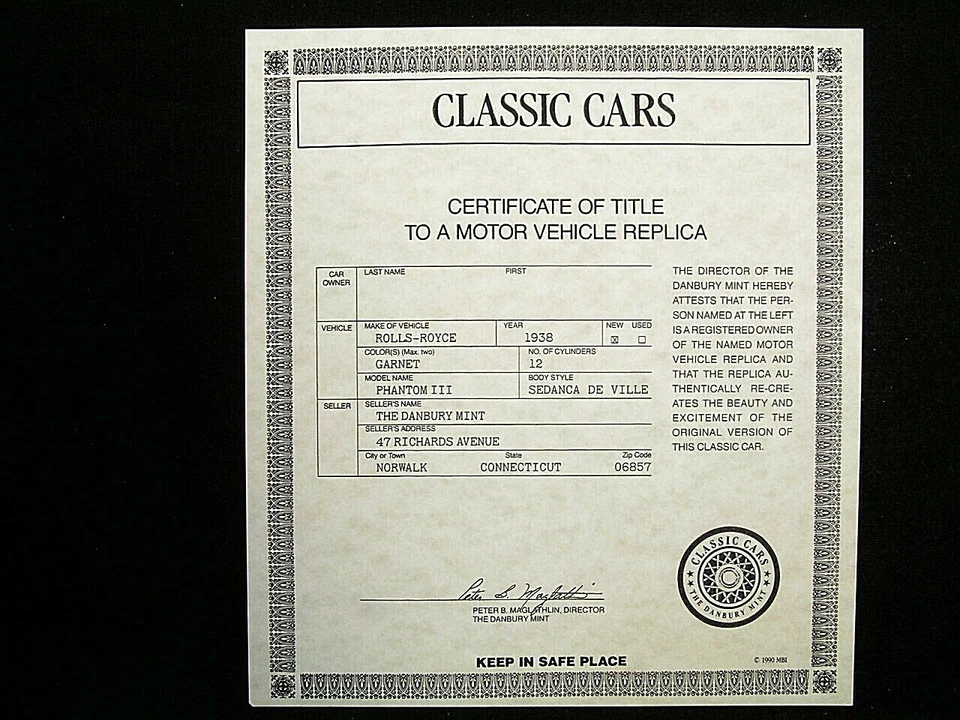 CLASSIC CARS
CERTIFICATE OF TITLE
TO A MOTOR VEHICLE REPLICA
CAR OWNER
LAST NAME FIRST
VEHICLE
MAKE OF VEHICLE YEAR NEW USED
ROLLS-ROYCE 1938 ☒ ☐
COLOR(S) (Max. two) NO. OF CYLINDERS
GARNET 12
MODEL NAME BODY STYLE
PHANTOM III SEDANCA DE VILLE
SELLER
SELLER'S NAME
THE DANBURY MINT
SELLER'S ADDRESS
47 RICHARDS AVENUE
City or Town State Zip Code
NORWALK CONNECTICUT 06857
THE DIRECTOR OF THE
DANBURY MINT HEREBY
ATTESTS THAT THE PER-
SON NAMED AT THE LEFT
IS A REGISTERED OWNER
OF THE NAMED MOTOR
VEHICLE REPLICA AND
THAT THE REPLICA AU-
THENTICALLY RE-CRE-
ATES THE BEAUTY AND
EXCITEMENT OF THE
ORIGINAL VERSION OF
THIS CLASSIC CAR.
Peter B. Maglathlin
PETER B. MAGLATHLIN, DIRECTOR
THE DANBURY MINT
CLASSIC CARS
★ ★ THE DANBURY MINT ★ ★
KEEP IN SAFE PLACE
© 1990 MBI